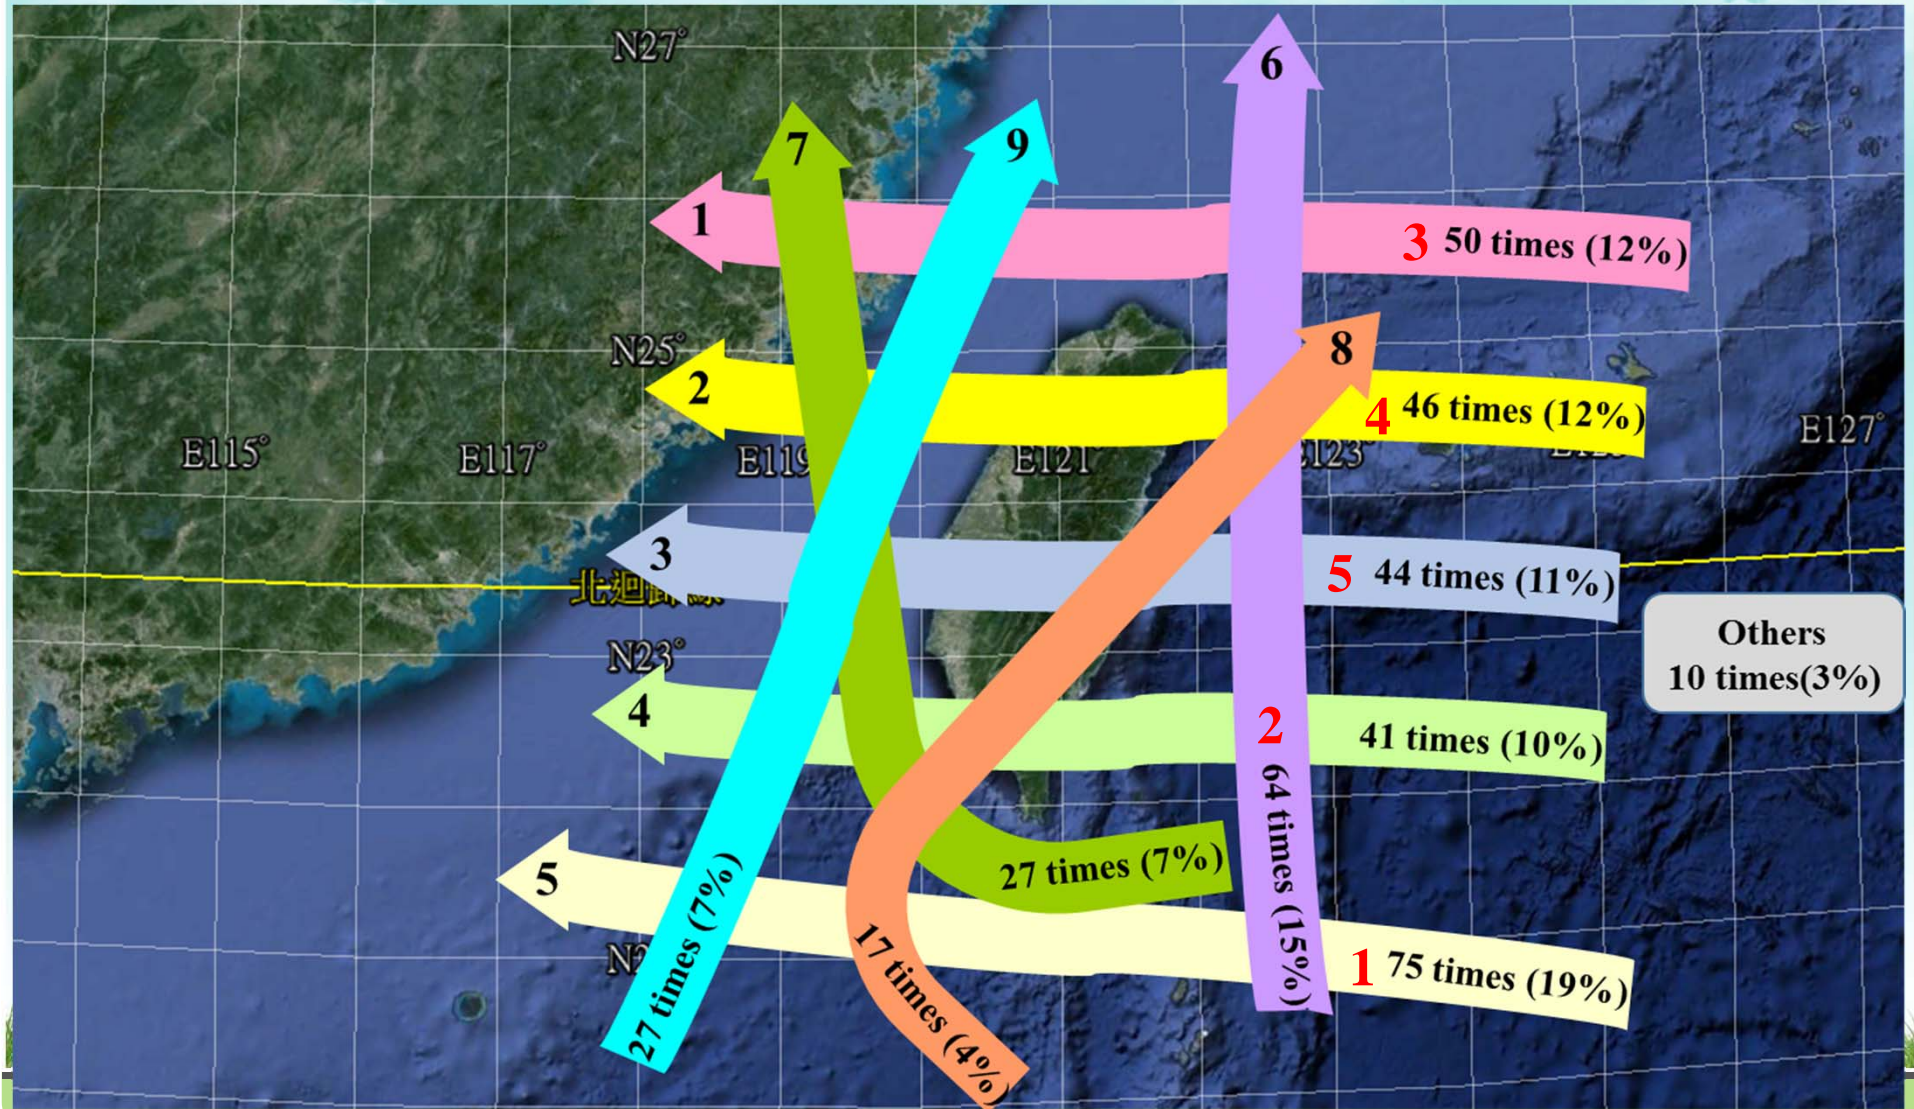 N27°
6
7
9
1
3 50 times (12%)
N25°
8
2
4 46 times (12%)
E115°
E117°
E119
E121°
E127°
3
5 44 times (11%)
N23°
Others
10 times(3%)
4
41 times (10%)
2
64 times (15%)
27 times (7%)
5
1 75 times (19%)
27 times (7%)
17 times (4%)